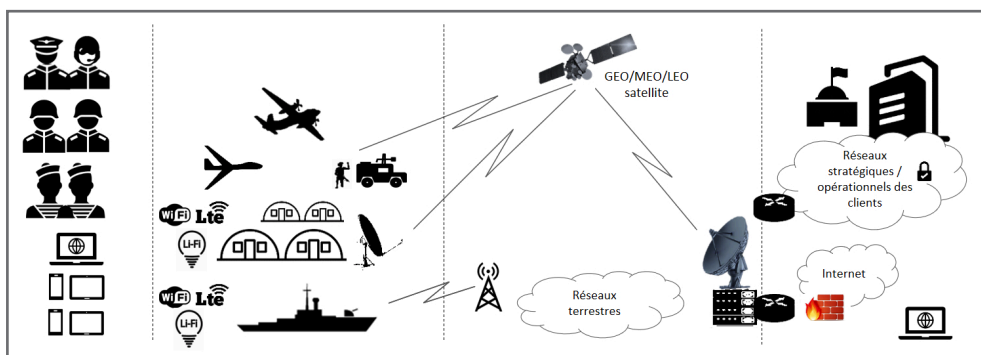 GEO/MEO/LEO
satellite
Réseaux
stratégiques /
opérationnels des
clients
WiFi Lte
Li-Fi
WiFi Lte
Li-Fi
Réseaux
terrestres
Internet